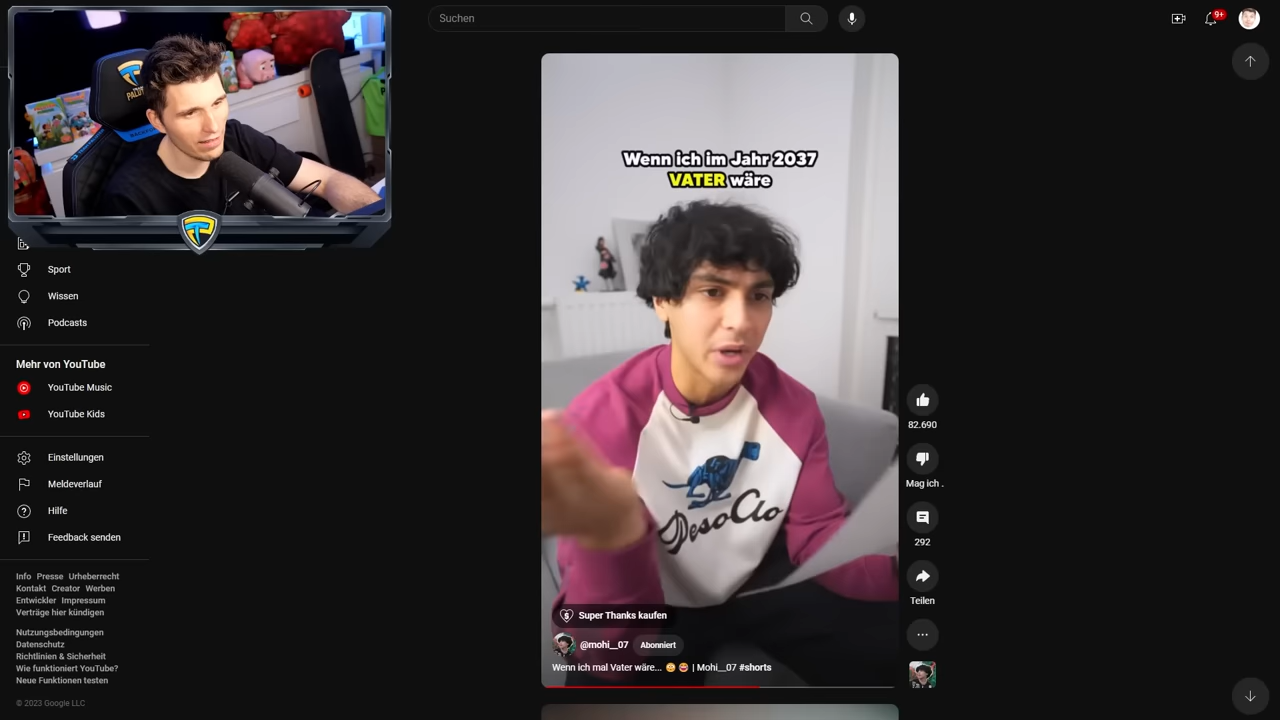 Suchen
9+
PALU
Wenn ich im Jahr 2037
VATER wäre
DesoClo
Sport
Wissen
Podcasts
Mehr von YouTube
YouTube Music
YouTube Kids
Einstellungen
Meldeverlauf
Hilfe
Feedback senden
Info Presse Urheberrecht
Kontakt Creator Werben
Entwickler Impressum
Verträge hier kündigen
Nutzungsbedingungen
Datenschutz
Richtlinien & Sicherheit
Wie funktioniert YouTube?
Neue Funktionen testen
© 2023 Google LLC
82.690
Mag ich .
292
Teilen
Super Thanks kaufen
@mohi__07 Abonniert
Wenn ich mal Vater wäre... 😳 😂 | Mohi__07 #shorts